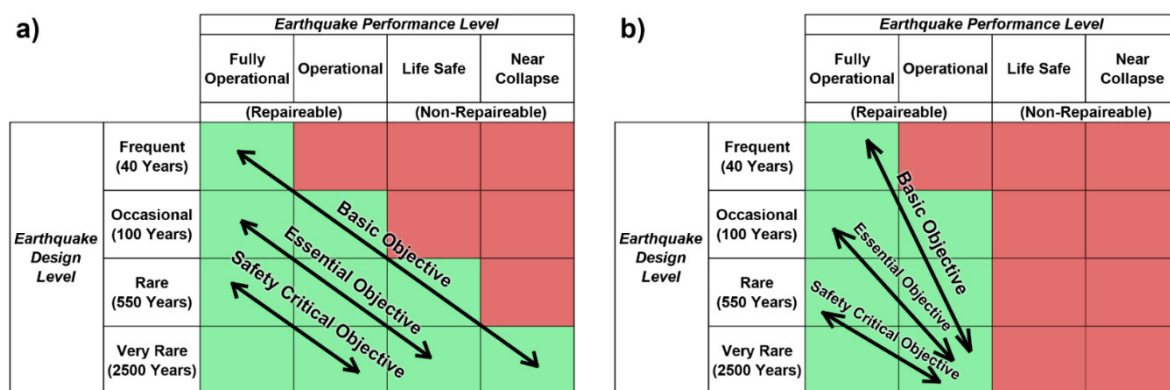 a)
Earthquake Performance Level
Fully
Operational
Operational
Life Safe
Near
Collapse
(Repaireable)
(Non-Repaireable)
Earthquake
Design
Level
Frequent
(40 Years)
Occasional
(100 Years)
Rare
(550 Years)
Very Rare
(2500 Years)
Basic Objective
Essential Objective
Safety Critical Objective
b)
Earthquake Performance Level
Fully
Operational
Operational
Life Safe
Near
Collapse
(Repaireable)
(Non-Repaireable)
Earthquake
Design
Level
Frequent
(40 Years)
Occasional
(100 Years)
Rare
(550 Years)
Very Rare
(2500 Years)
Basic Objective
Essential Objective
Safety Critical Objective